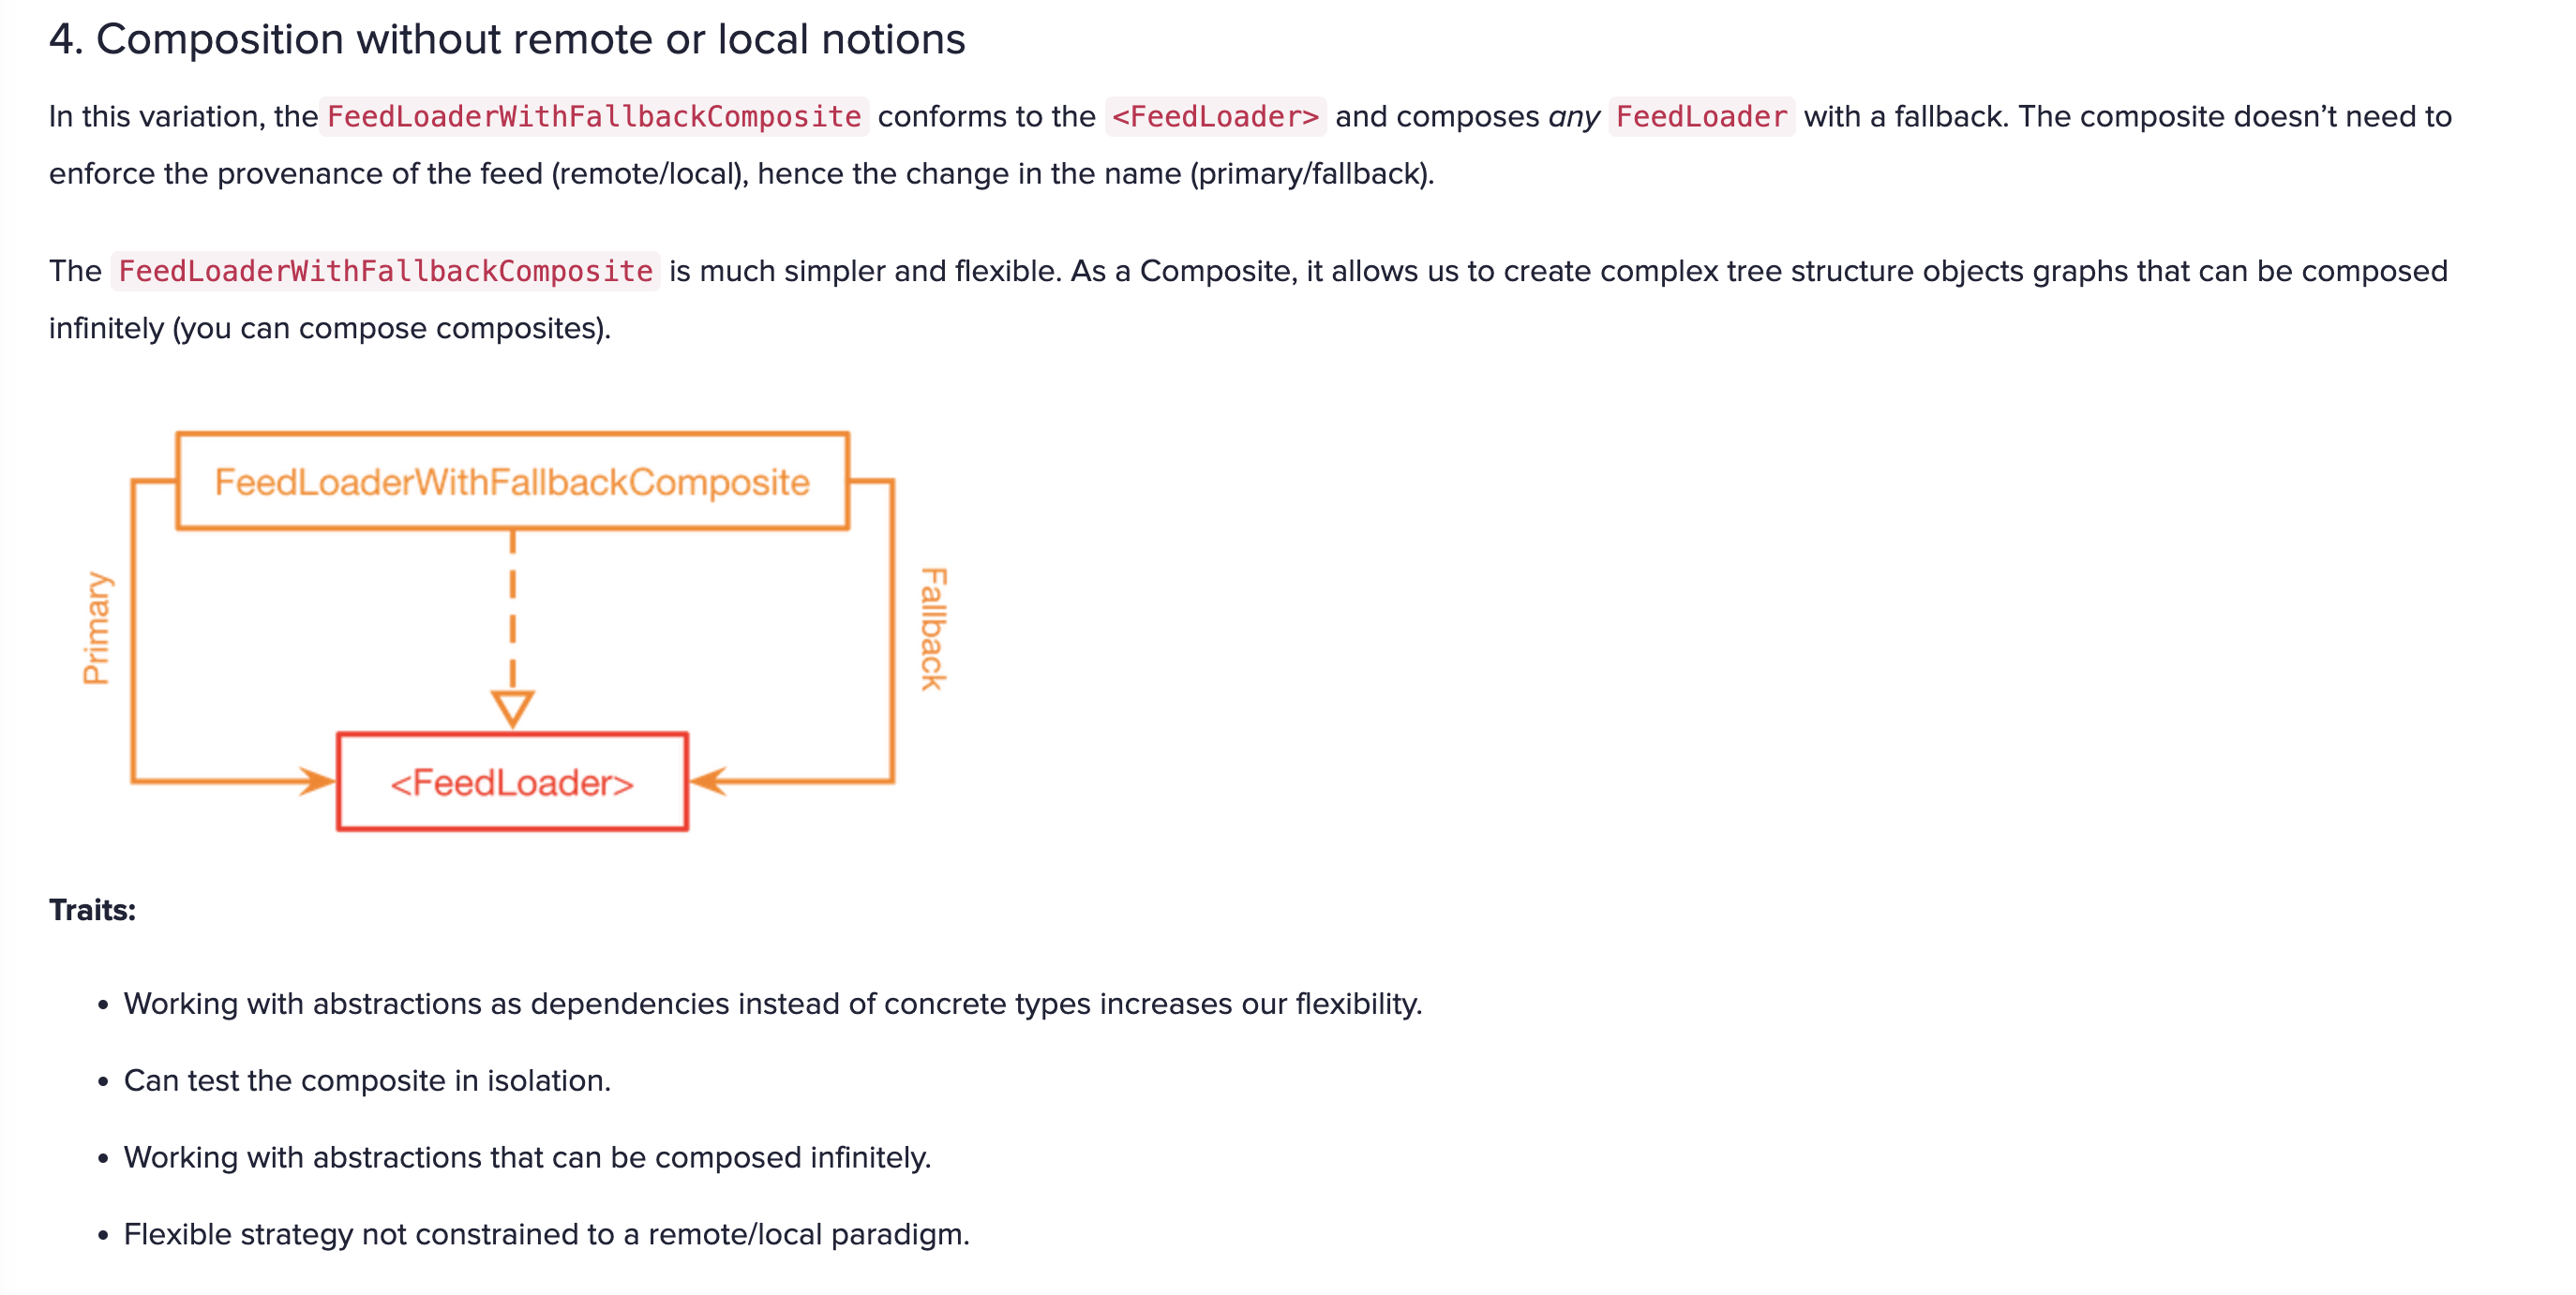 4. Composition without remote or local notions
In this variation, the FeedLoaderWithFallbackComposite conforms to the <FeedLoader> and composes any FeedLoader with a fallback. The composite doesn’t need to
enforce the provenance of the feed (remote/local), hence the change in the name (primary/fallback).
The FeedLoaderWithFallbackComposite is much simpler and flexible. As a Composite, it allows us to create complex tree structure objects graphs that can be composed
infinitely (you can compose composites).
FeedLoaderWithFallbackComposite
Primary
Fallback
<FeedLoader>
Traits:
• Working with abstractions as dependencies instead of concrete types increases our flexibility.
• Can test the composite in isolation.
• Working with abstractions that can be composed infinitely.
• Flexible strategy not constrained to a remote/local paradigm.